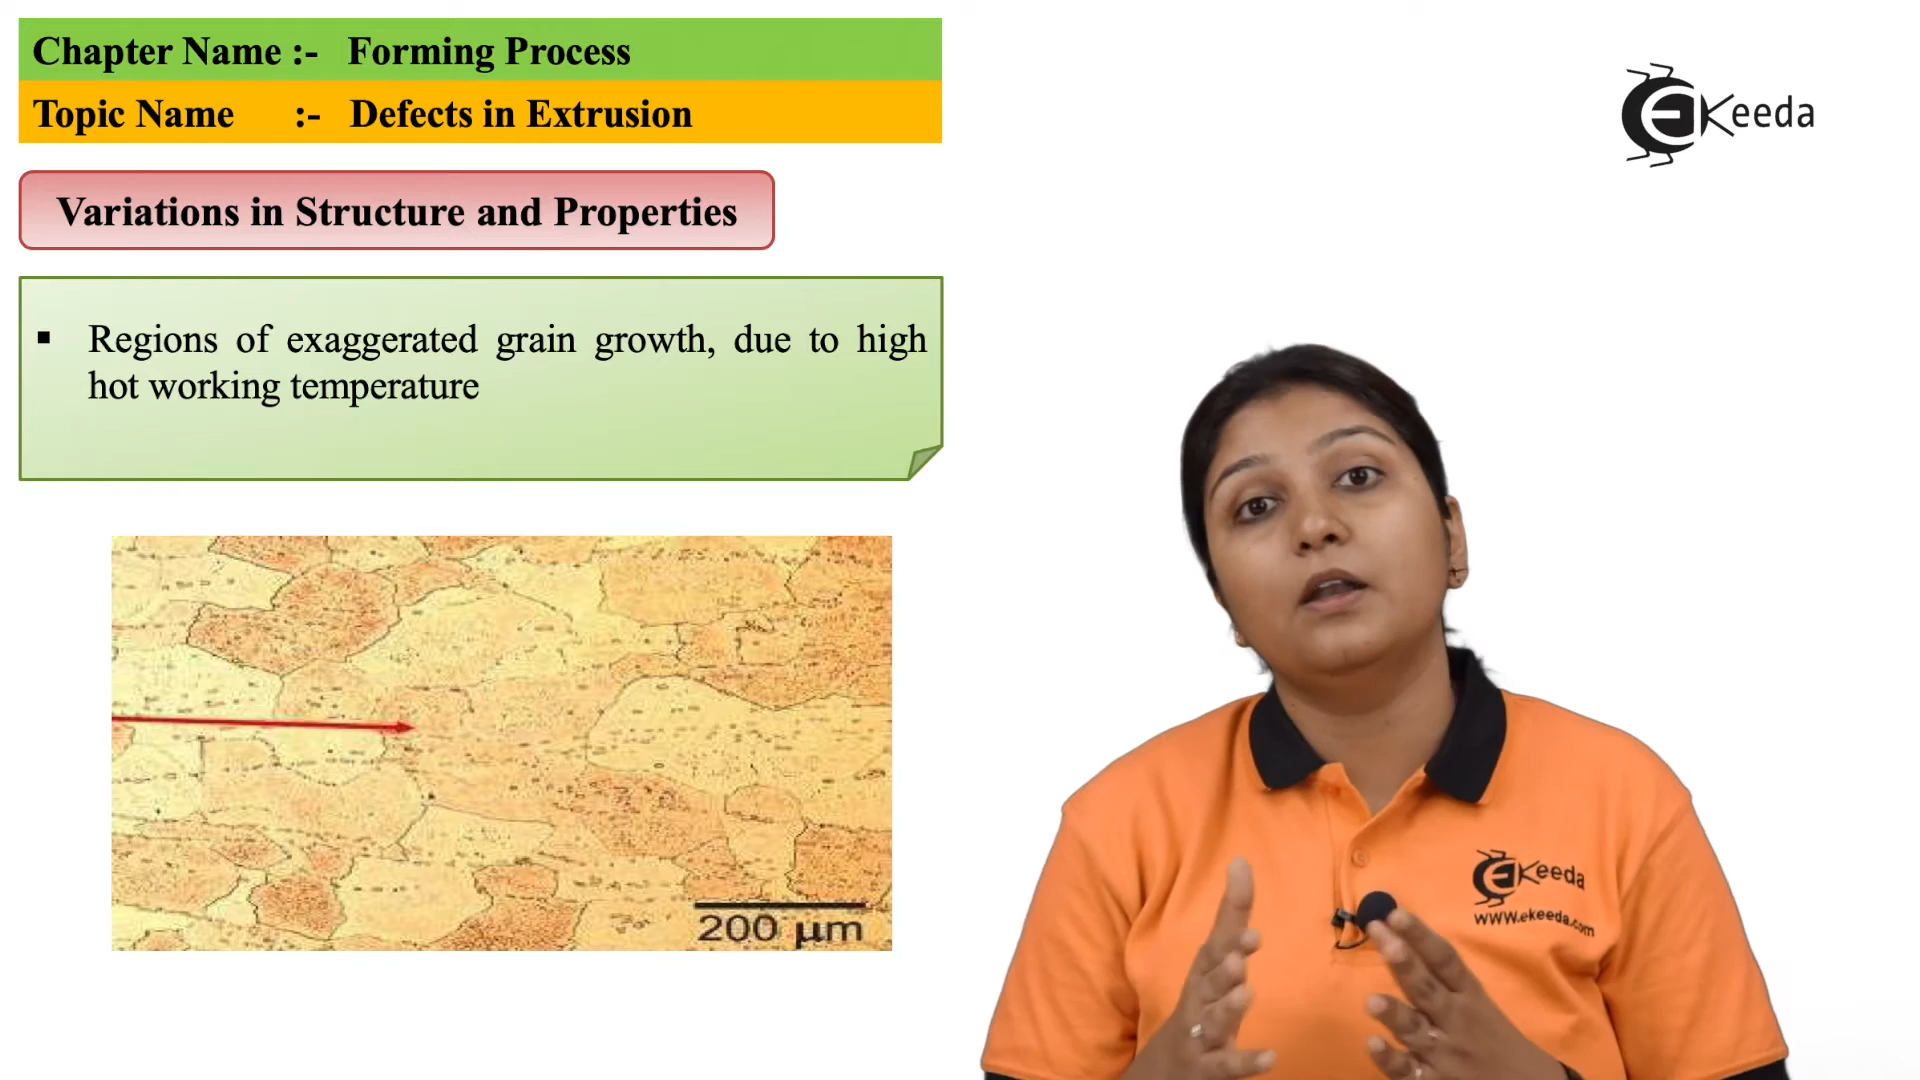 Chapter Name :- Forming Process
Topic Name :- Defects in Extrusion
Keeda
Variations in Structure and Properties
▪ Regions of exaggerated grain growth, due to high
hot working temperature
200 µm
Keeda
www.ekeeda.com